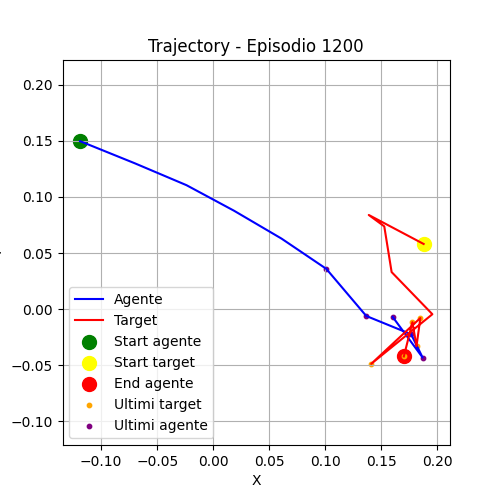 Trajectory - Episodio 1200
0.20
0.15
0.10
0.05
0.00
−0.05
−0.10
Agente
Target
Start agente
Start target
End agente
Ultimi target
Ultimi agente
−0.10 −0.05 0.00 0.05 0.10 0.15 0.20
X